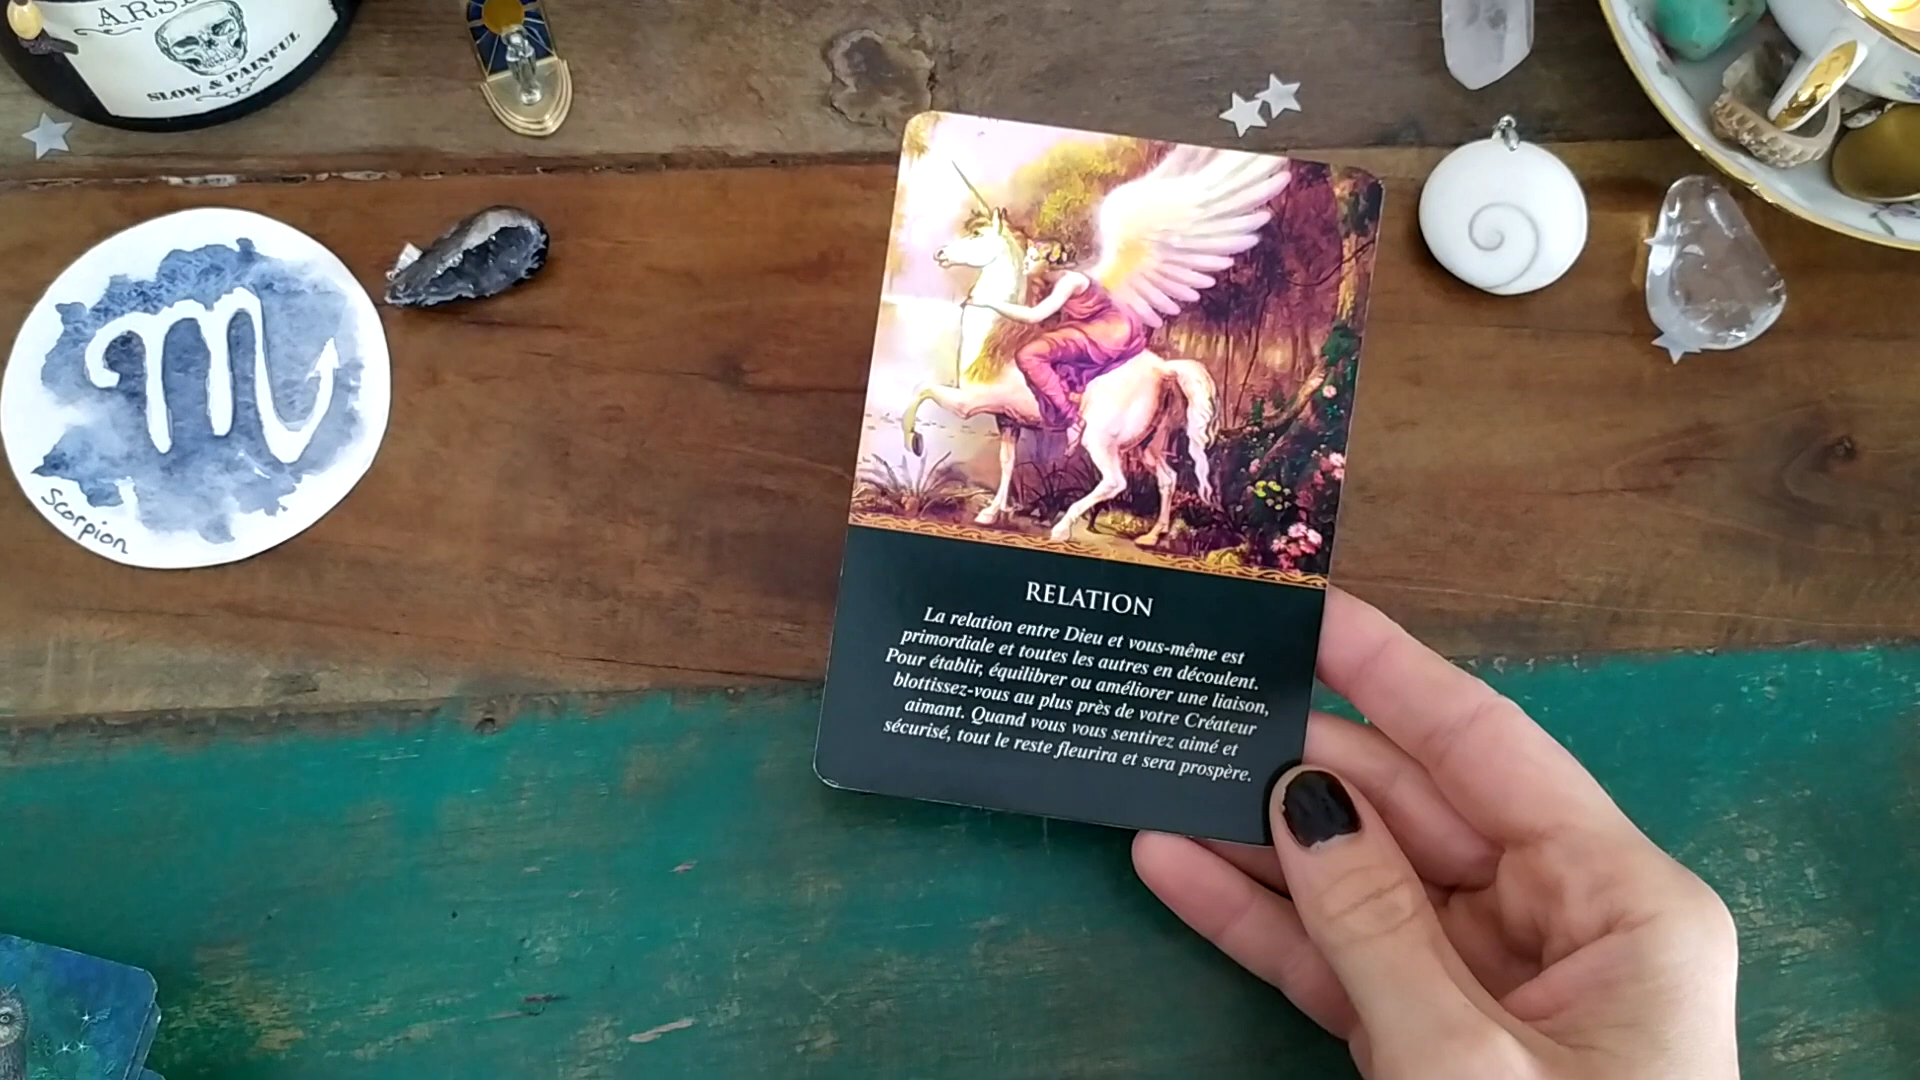 ARS
SLOW & PAINFUL
Scorpion
RELATION
La relation entre Dieu et vous-même est
primordiale et toutes les autres en découlent.
Pour établir, équilibrer ou améliorer une liaison,
blottissez-vous au plus près de votre Créateur
aimant. Quand vous vous sentirez aimé et
sécurisé, tout le reste fleurira et sera prospère.